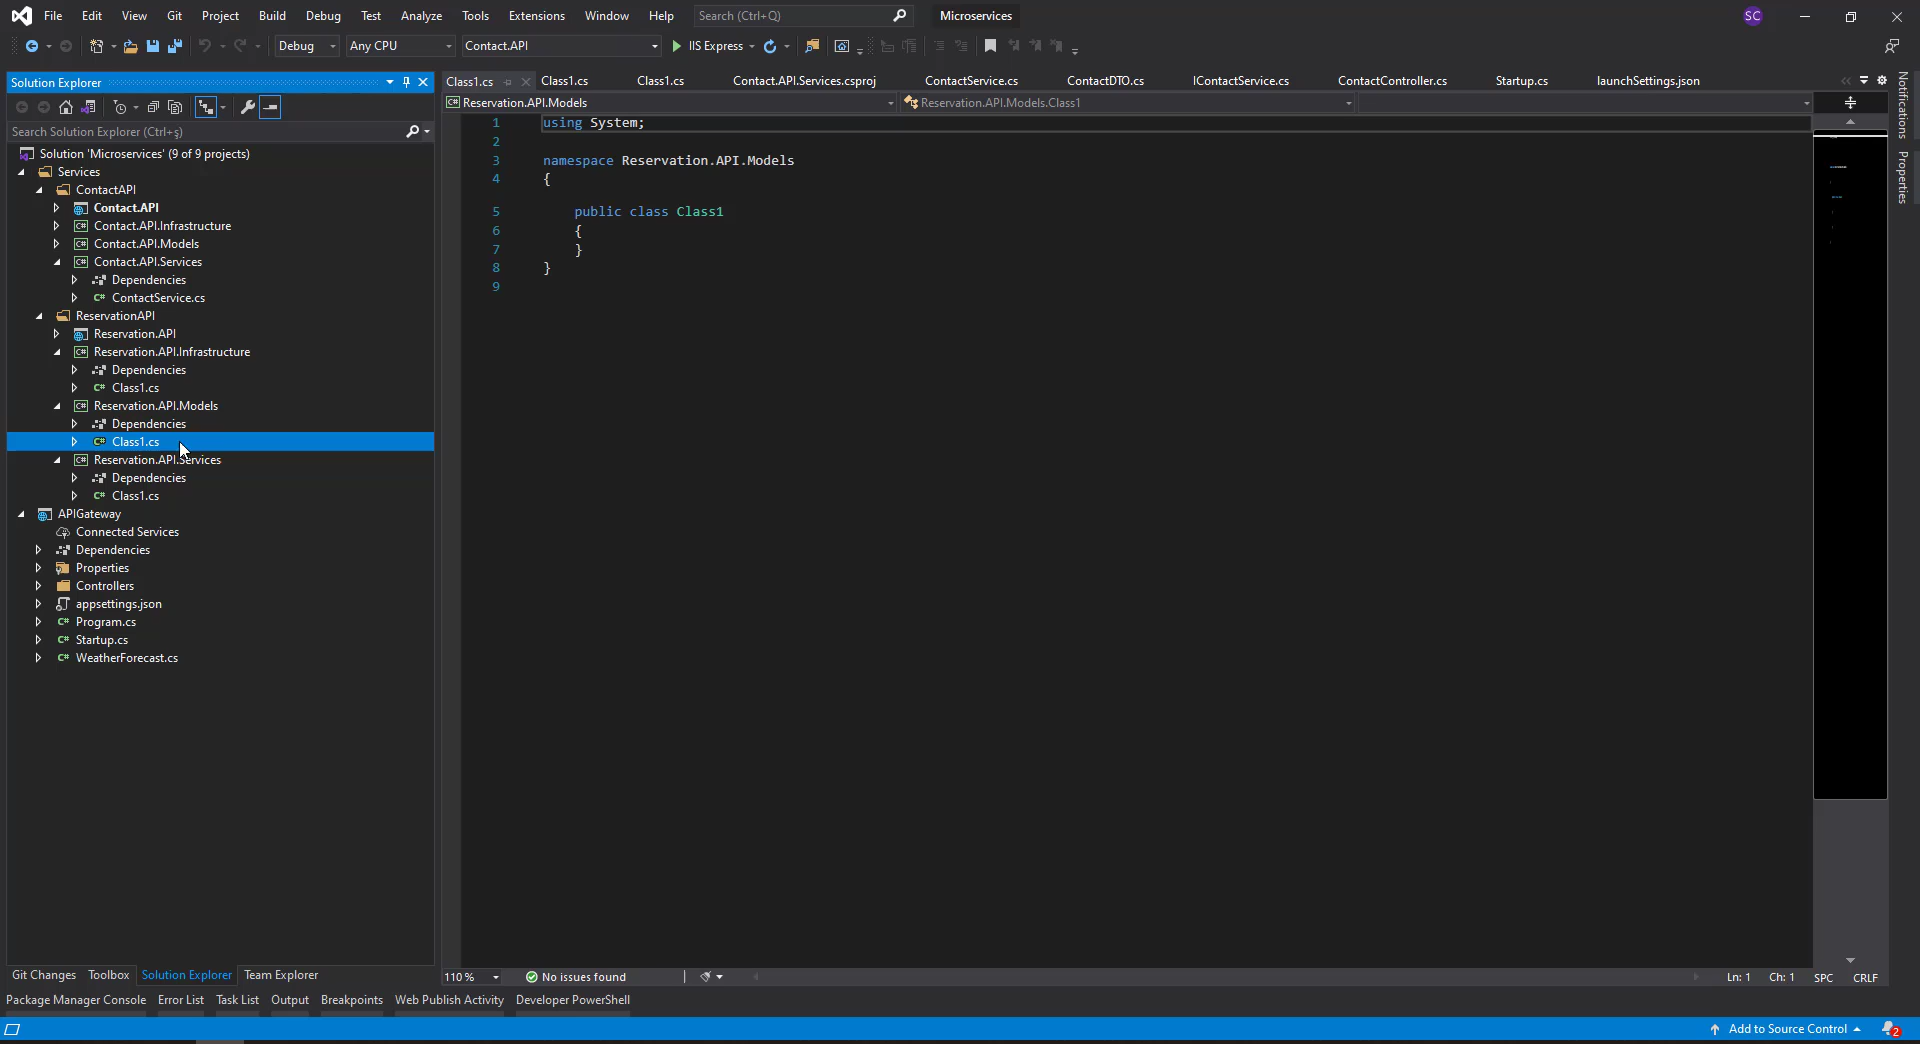 File Edit View Git Project Build Debug Test Analyze Tools Extensions Window Help Search (Ctrl+Q) Microservices SC
Debug Any CPU Contact.API IIS Express
Solution Explorer
Search Solution Explorer (Ctrl+ş)
Solution 'Microservices' (9 of 9 projects)
Services
ContactAPI
Contact.API
Contact.API.Infrastructure
Contact.API.Models
Contact.API.Services
Dependencies
ContactService.cs
ReservationAPI
Reservation.API
Reservation.API.Infrastructure
Dependencies
Class1.cs
Reservation.API.Models
Dependencies
Class1.cs
Reservation.API.Services
Dependencies
Class1.cs
APIGateway
Connected Services
Dependencies
Properties
Controllers
appsettings.json
Program.cs
Startup.cs
WeatherForecast.cs
Git Changes Toolbox Solution Explorer Team Explorer
Class1.cs Class1.cs Class1.cs Contact.API.Services.csproj ContactService.cs ContactDTO.cs IContactService.cs ContactController.cs Startup.cs launchSettings.json
Reservation.API.Models Reservation.API.Models.Class1
1 using System;
2
3 namespace Reservation.API.Models
4 {
5 public class Class1
6 {
7 }
8 }
9
110 % No issues found Ln: 1 Ch: 1 SPC CRLF
Notifications
Properties
Package Manager Console Error List Task List Output Breakpoints Web Publish Activity Developer PowerShell
Add to Source Control 2